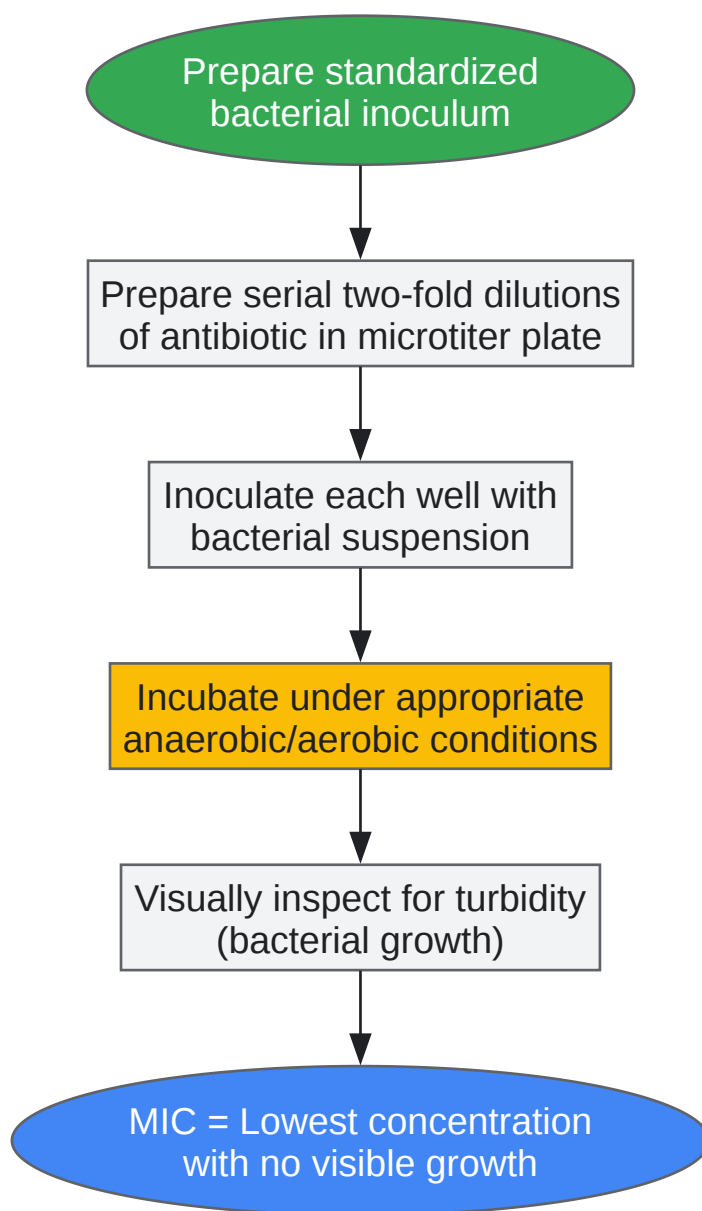 Prepare standardized
bacterial inoculum
Prepare serial two-fold dilutions
of antibiotic in microtiter plate
Inoculate each well with
bacterial suspension
Incubate under appropriate
anaerobic/aerobic conditions
Visually inspect for turbidity
(bacterial growth)
MIC = Lowest concentration
with no visible growth